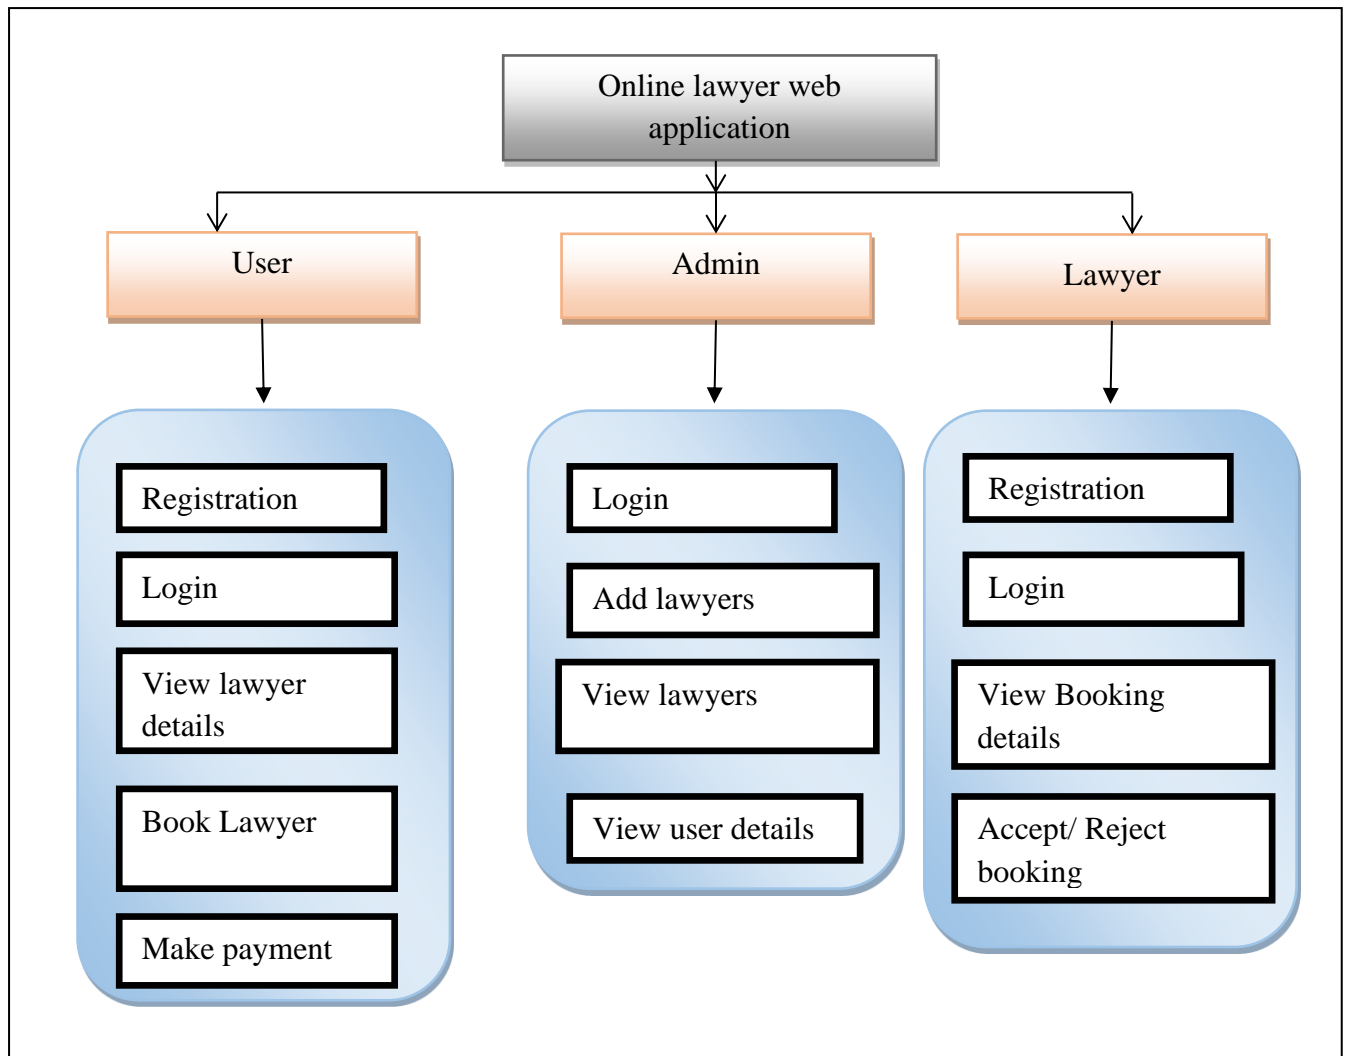 Online lawyer web
application
User
Admin
Lawyer
Registration
Login
View lawyer
details
Book Lawyer
Make payment
Login
Add lawyers
View lawyers
View user details
Registration
Login
View Booking
details
Accept/ Reject
booking